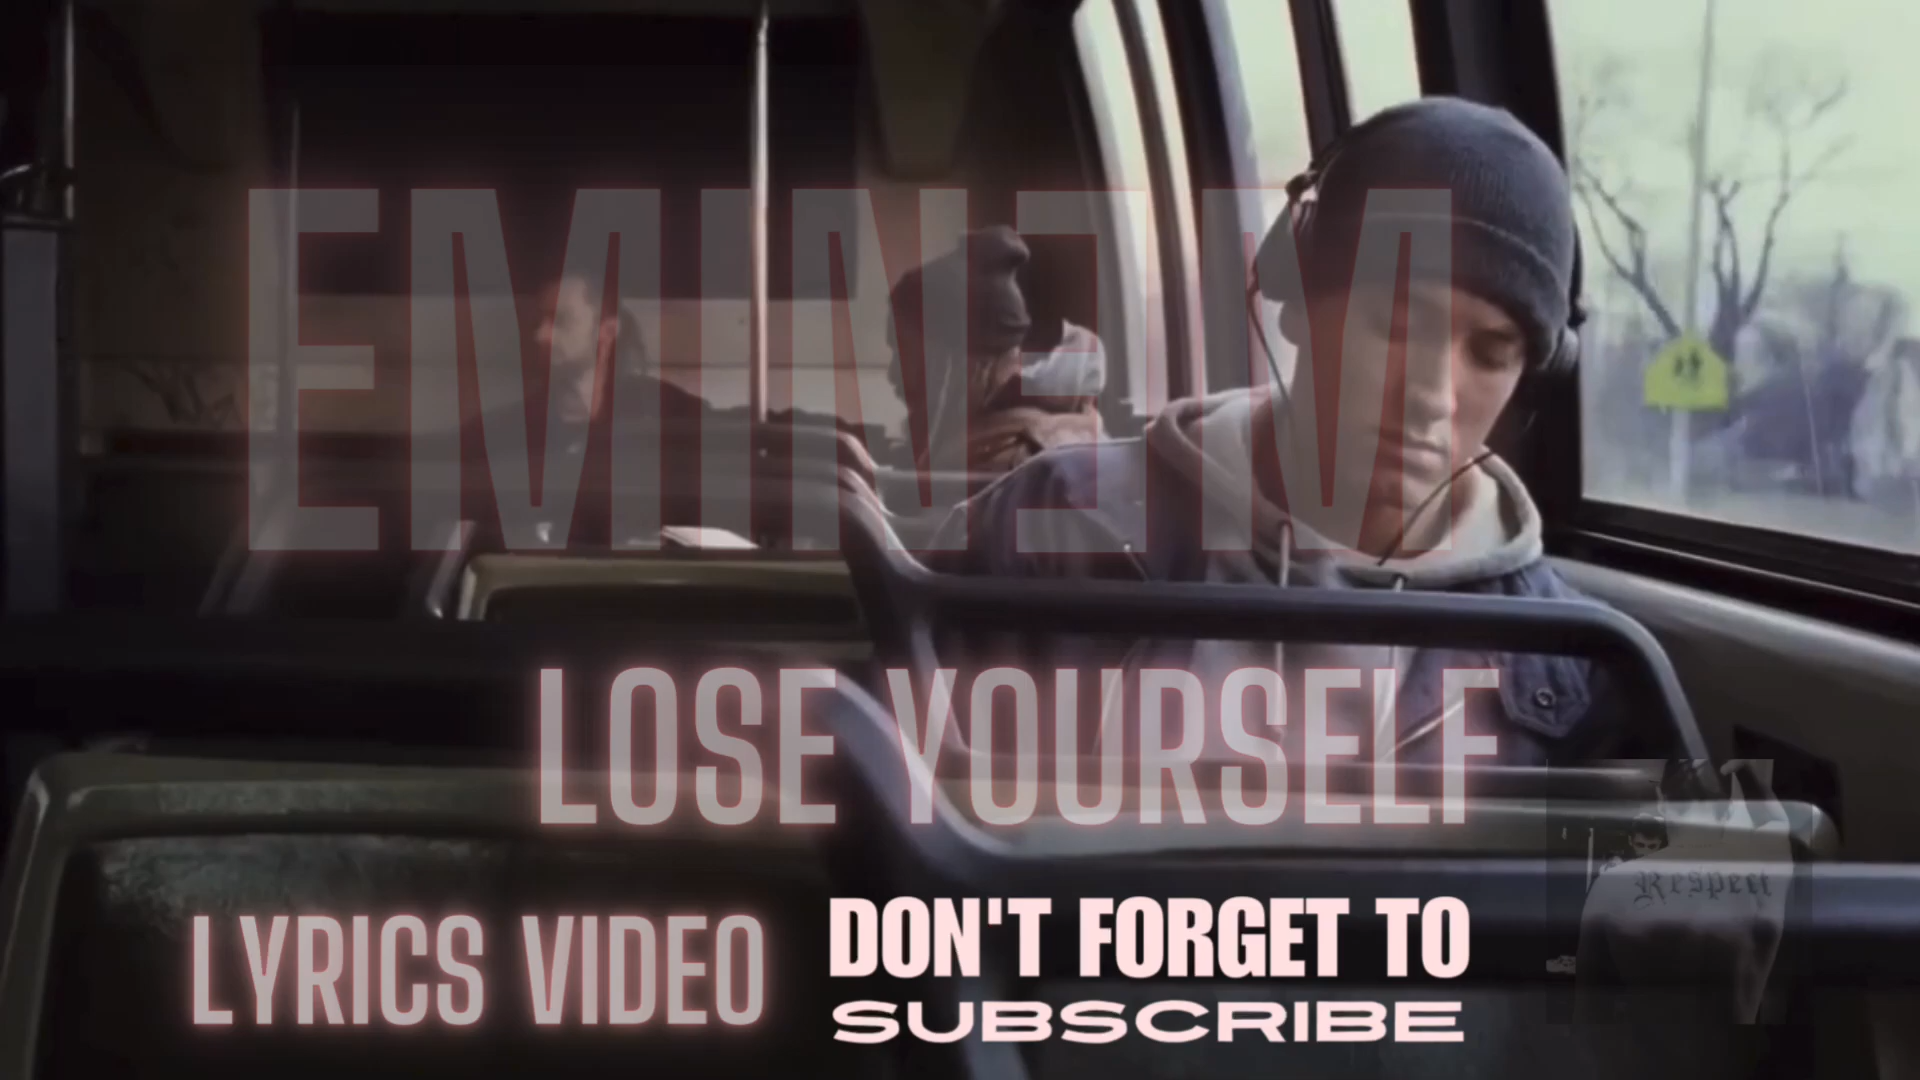 EMINEM
LOSE YOURSELF
LYRICS VIDEO
DON'T FORGET TO
SUBSCRIBE
Respect